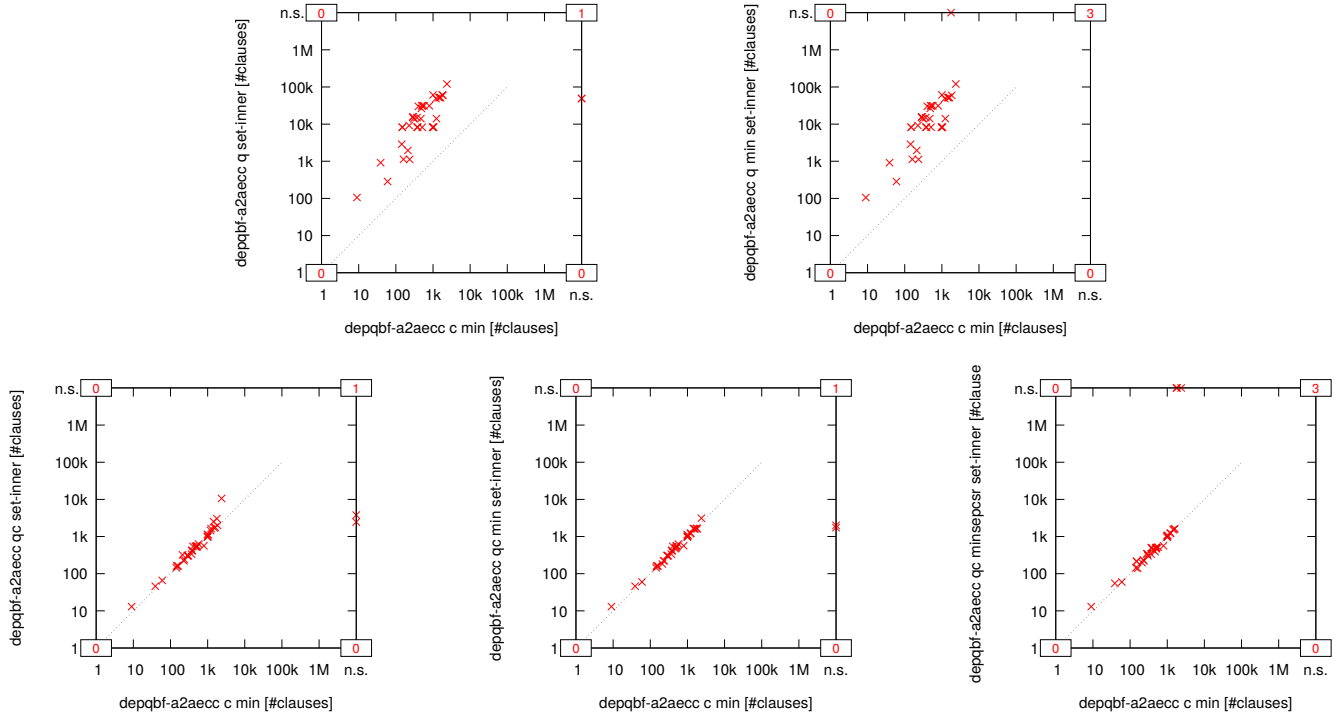 n.s. 0 1
1M
100k
10k
1k
100
10
1 0 0
1 10 100 1k 10k 100k 1M n.s.
depqbf-a2aecc c min [#clauses]
depqbf-a2aecc q set-inner [#clauses]
n.s. 0 3
1M
100k
10k
1k
100
10
1 0 0
1 10 100 1k 10k 100k 1M n.s.
depqbf-a2aecc c min [#clauses]
depqbf-a2aecc q min set-inner [#clauses]
n.s. 0 1
1M
100k
10k
1k
100
10
1 0 0
1 10 100 1k 10k 100k 1M n.s.
depqbf-a2aecc c min [#clauses]
depqbf-a2aecc qc set-inner [#clauses]
n.s. 0 1
1M
100k
10k
1k
100
10
1 0 0
1 10 100 1k 10k 100k 1M n.s.
depqbf-a2aecc c min [#clauses]
depqbf-a2aecc qc min set-inner [#clauses]
n.s. 0 3
1M
100k
10k
1k
100
10
1 0 0
1 10 100 1k 10k 100k 1M n.s.
depqbf-a2aecc c min [#clauses]
depqbf-a2aecc qc minsepcsr set-inner [#clause